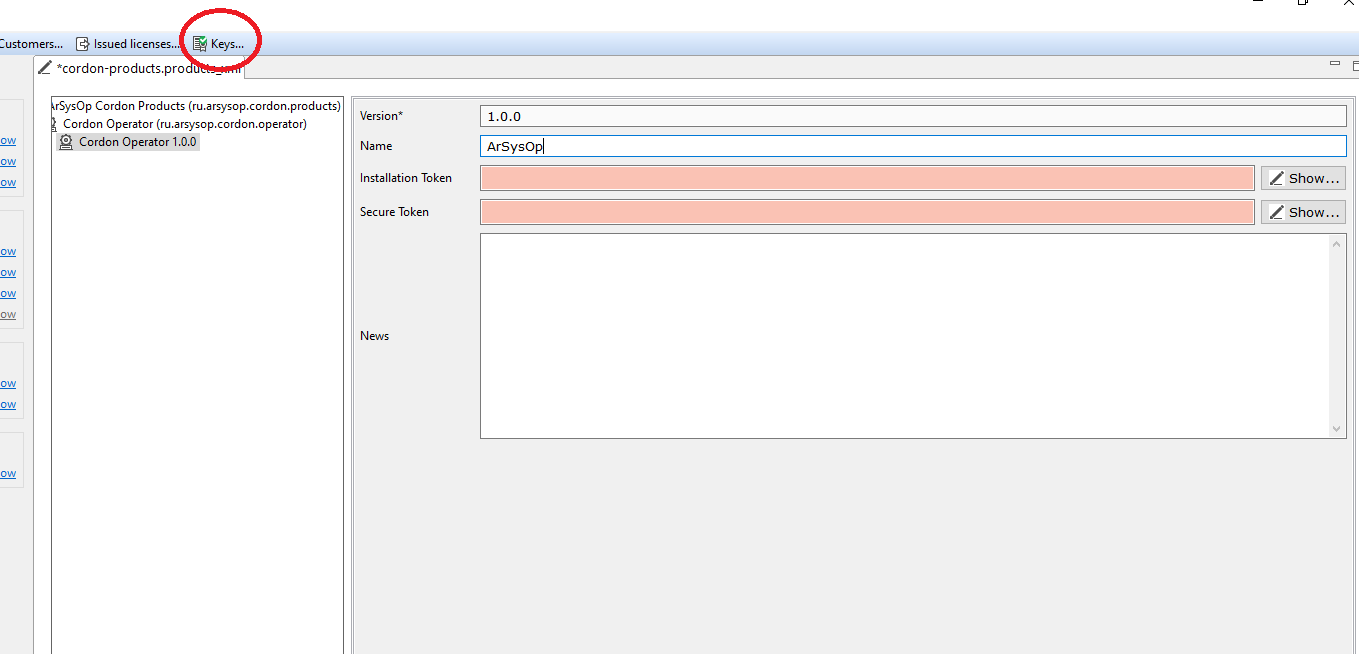 Customers... Issued licenses... Keys...
*cordon-products.products_xmi
ArSysOp Cordon Products (ru.arsysop.cordon.products)
Cordon Operator (ru.arsysop.cordon.operator)
Cordon Operator 1.0.0
ow
ow
ow
ow
ow
ow
ow
ow
ow
ow
Version* 1.0.0
Name ArSysOp
Installation Token Show...
Secure Token Show...
News